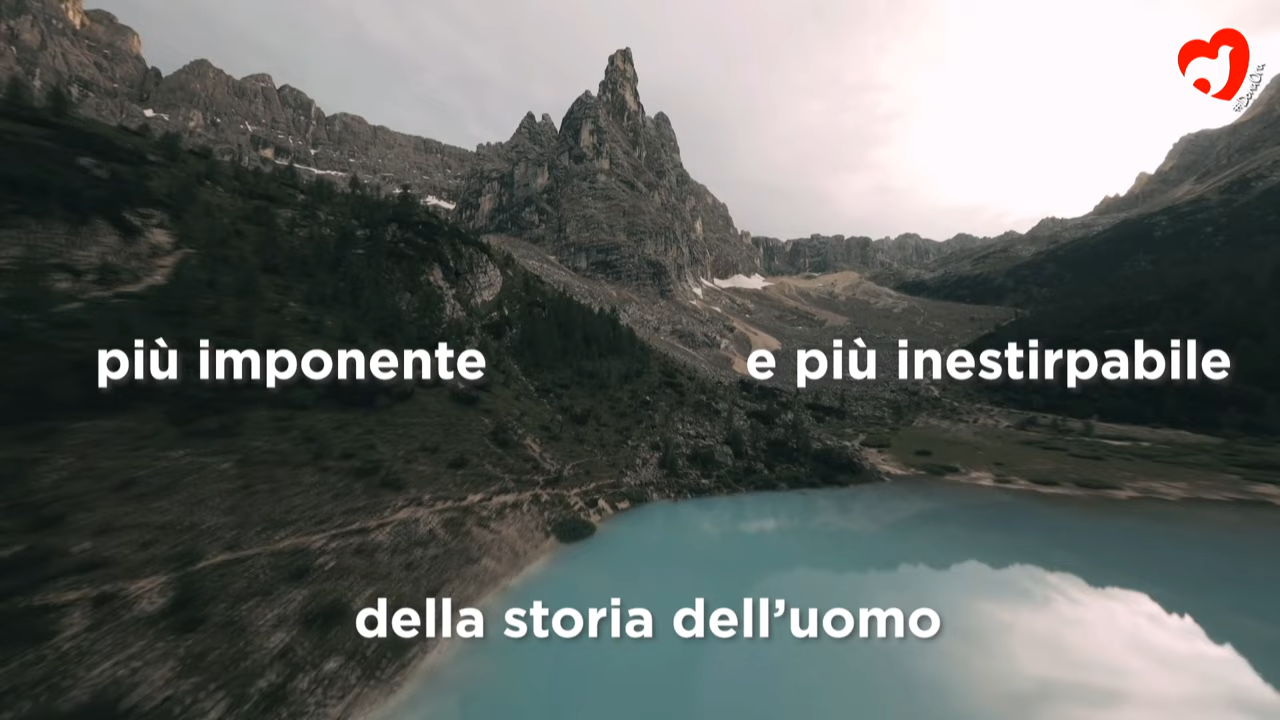 più imponente
e più inestirpabile
della storia dell’uomo